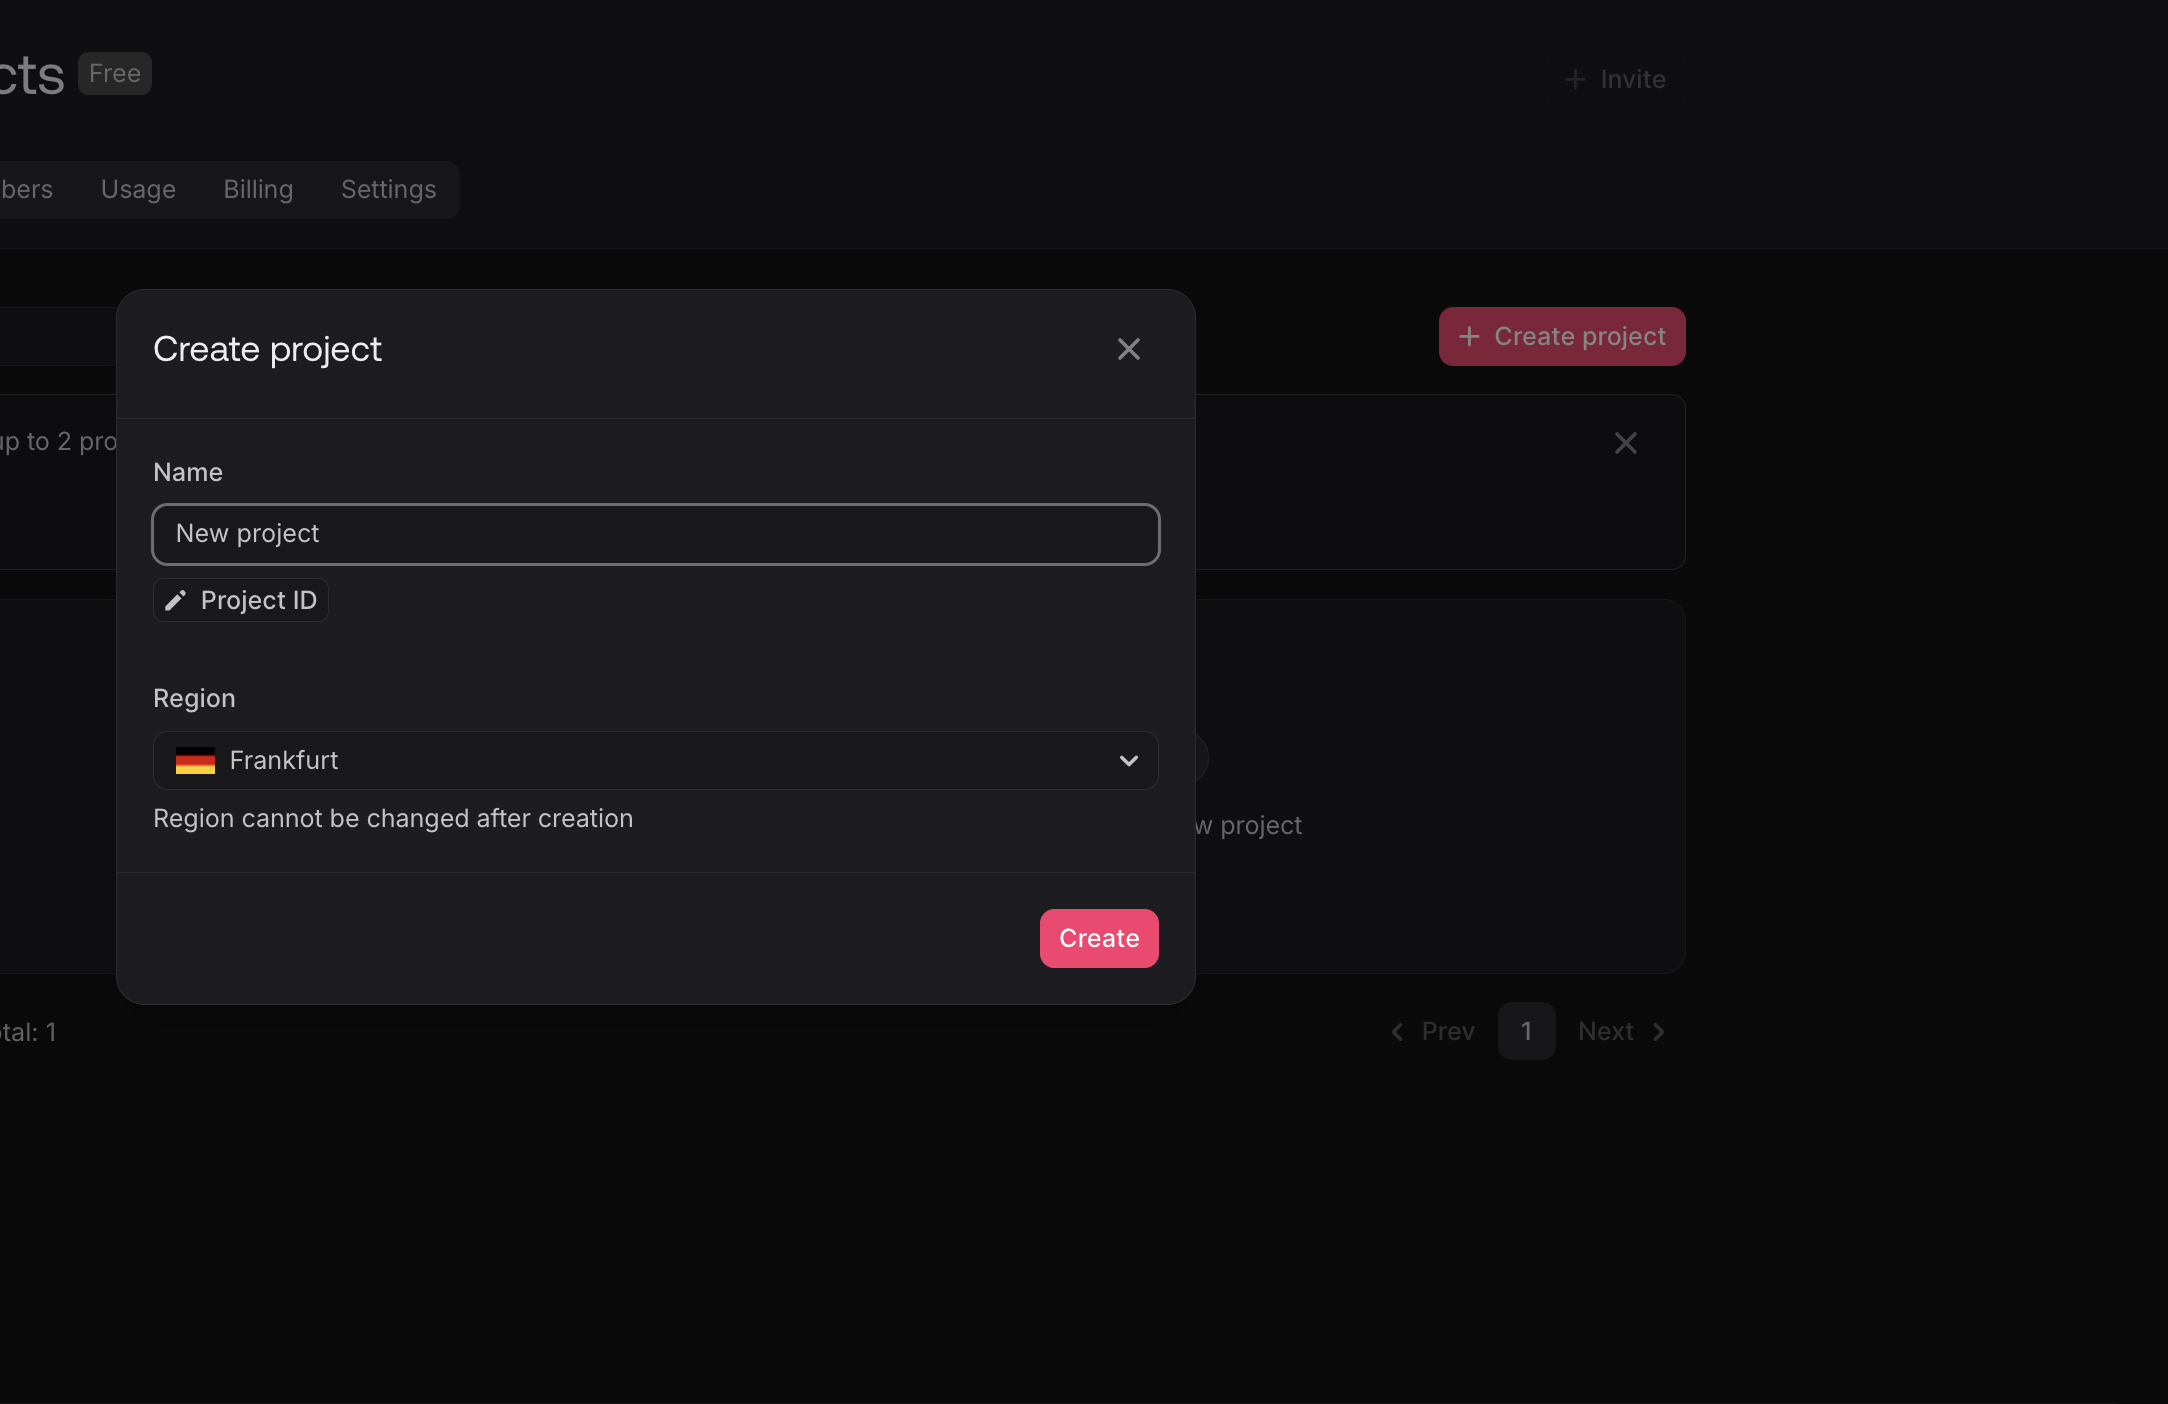 cts Free
Invite
bers Usage Billing Settings
Create project
Create project
up to 2 pro
Name
New project
Project ID
Region
Frankfurt
Region cannot be changed after creation
w project
Create
tal: 1
Prev 1 Next